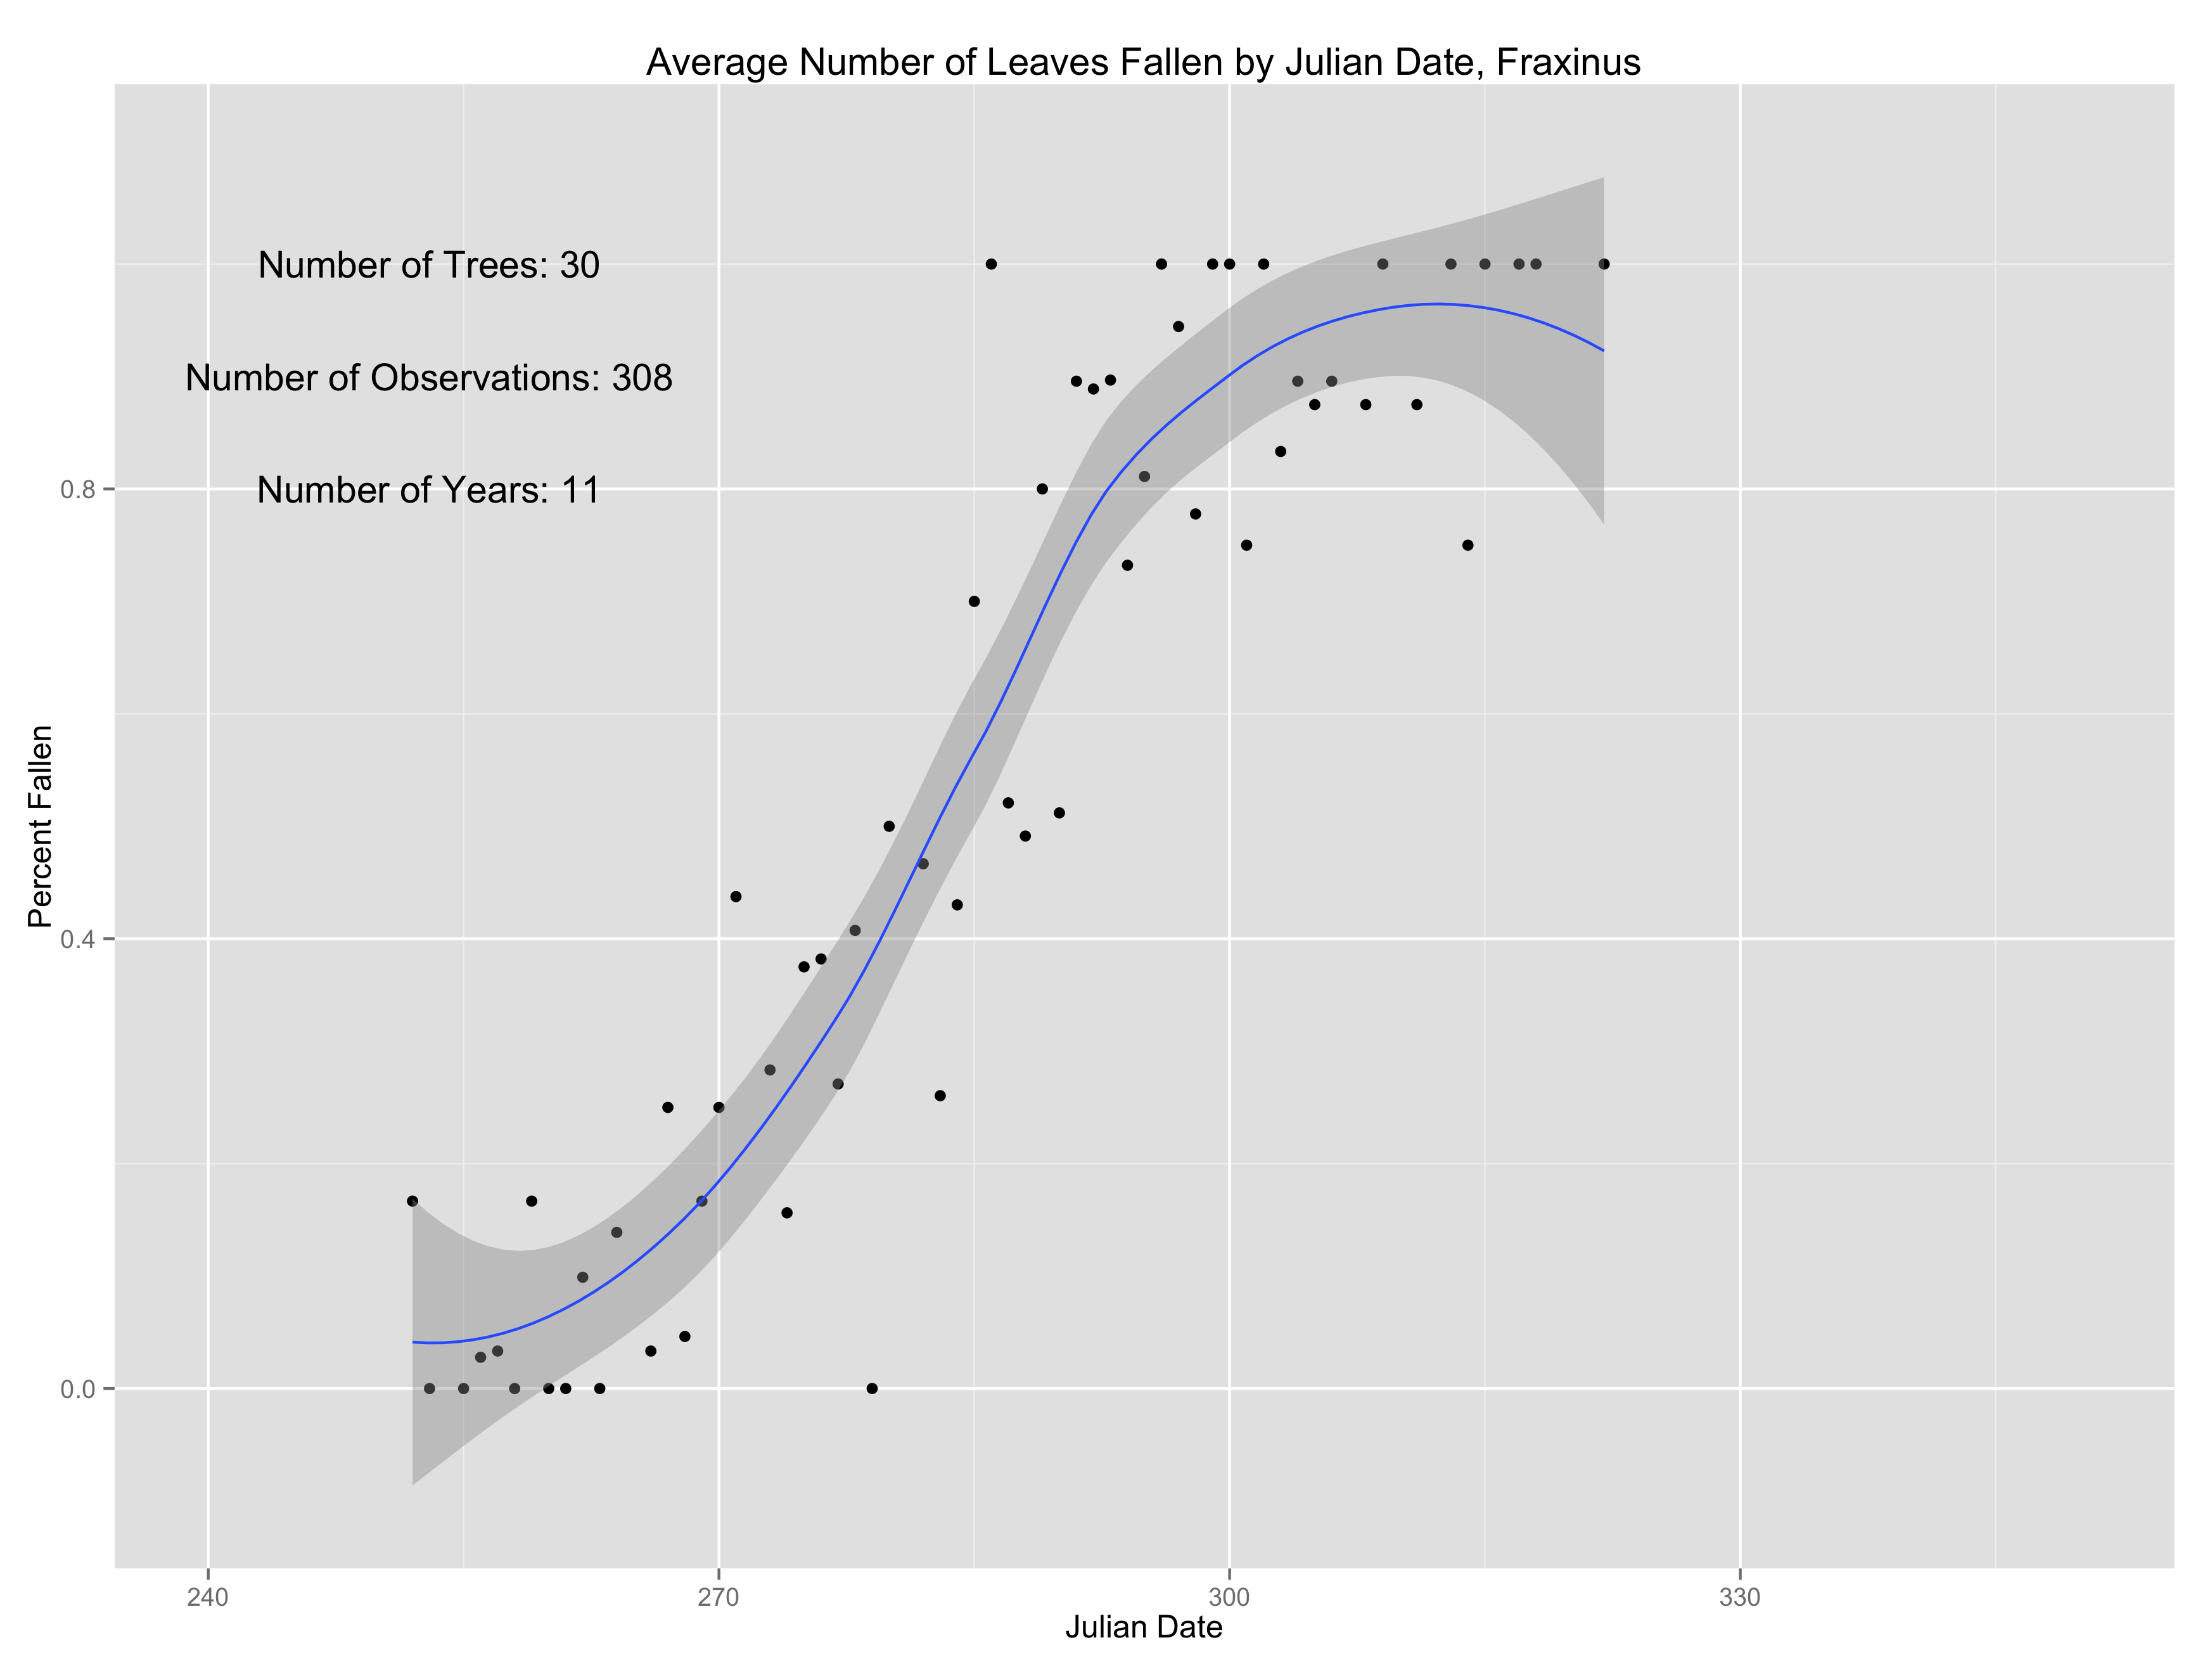 Average Number of Leaves Fallen by Julian Date, Fraxinus
Number of Trees: 30
Number of Observations: 308
Number of Years: 11
Percent Fallen
0.8
0.4
0.0
240 270 300 330
Julian Date